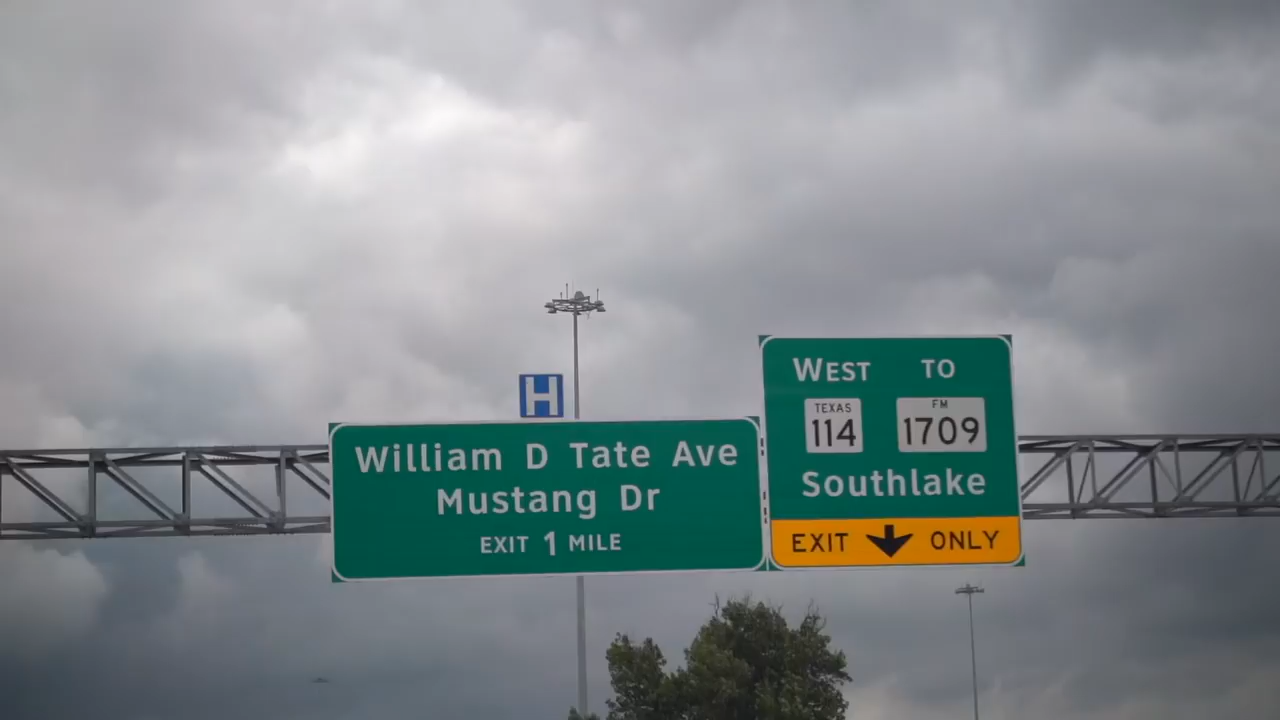 H
William D Tate Ave
Mustang Dr
EXIT 1 MILE
WEST TO
TEXAS 114
FM 1709
Southlake
EXIT ONLY